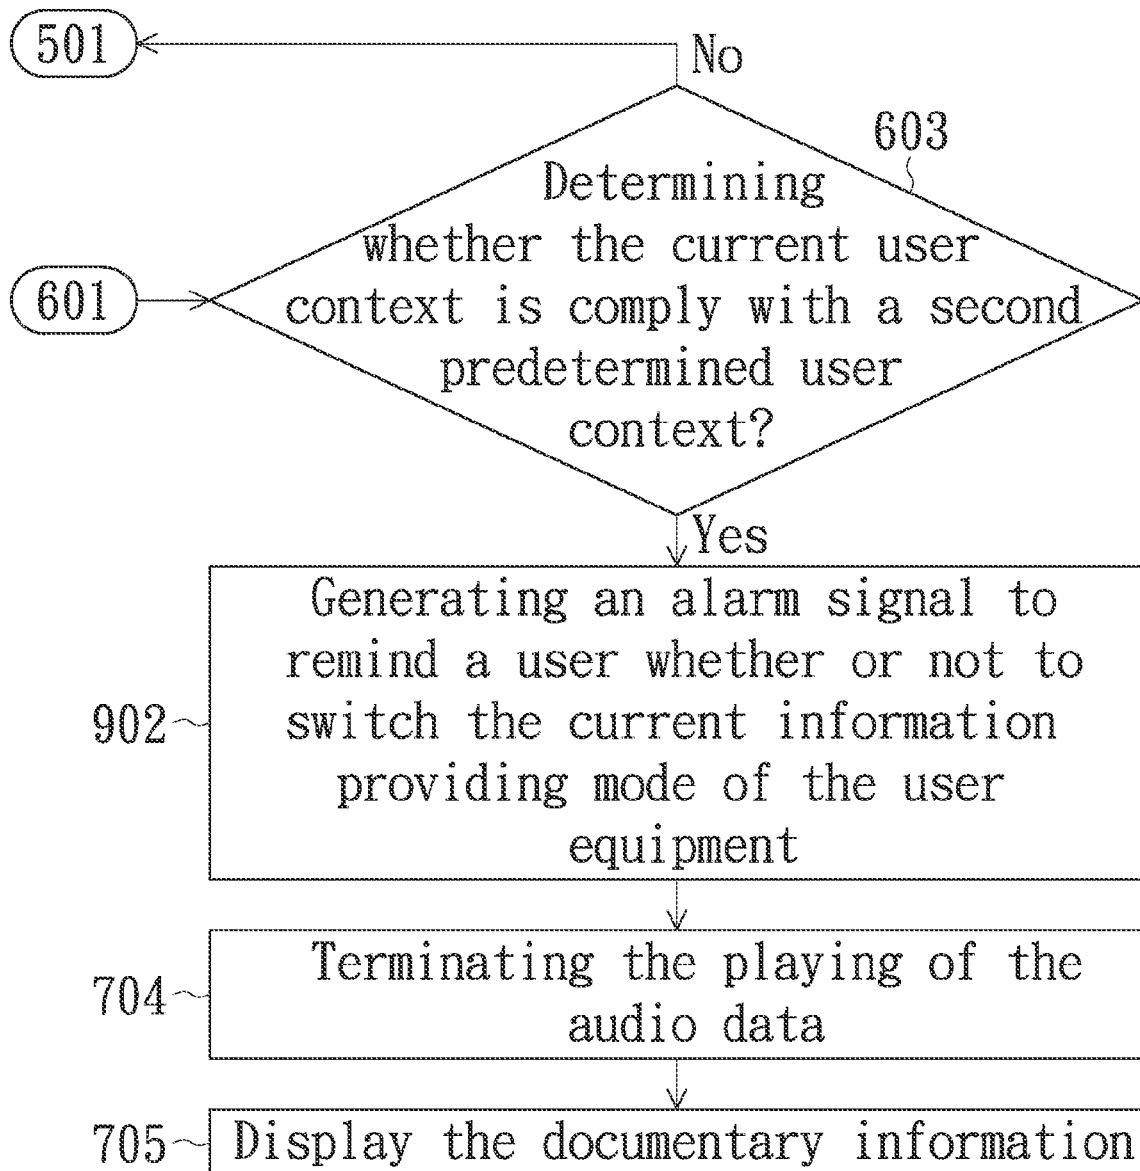 501
No
603
Determining
whether the current user
601
context is comply with a second
predetermined user
context?
Yes
Generating an alarm signal to
remind a user whether or not to
902
switch the current information
providing mode of the user
equipment
704
Terminating the playing of the
audio data
705
Display the documentary information